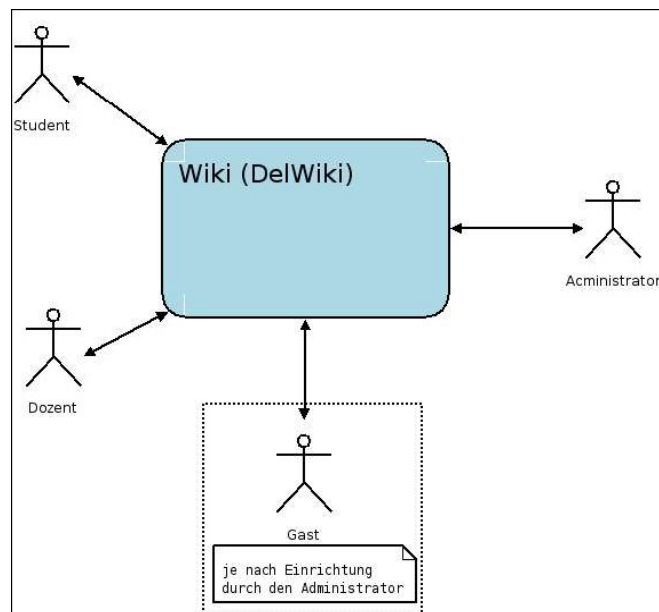 Student
Wiki (DelWiki)
Acministrator
Dozent
Gast
je nach Einrichtung
durch den Administrator